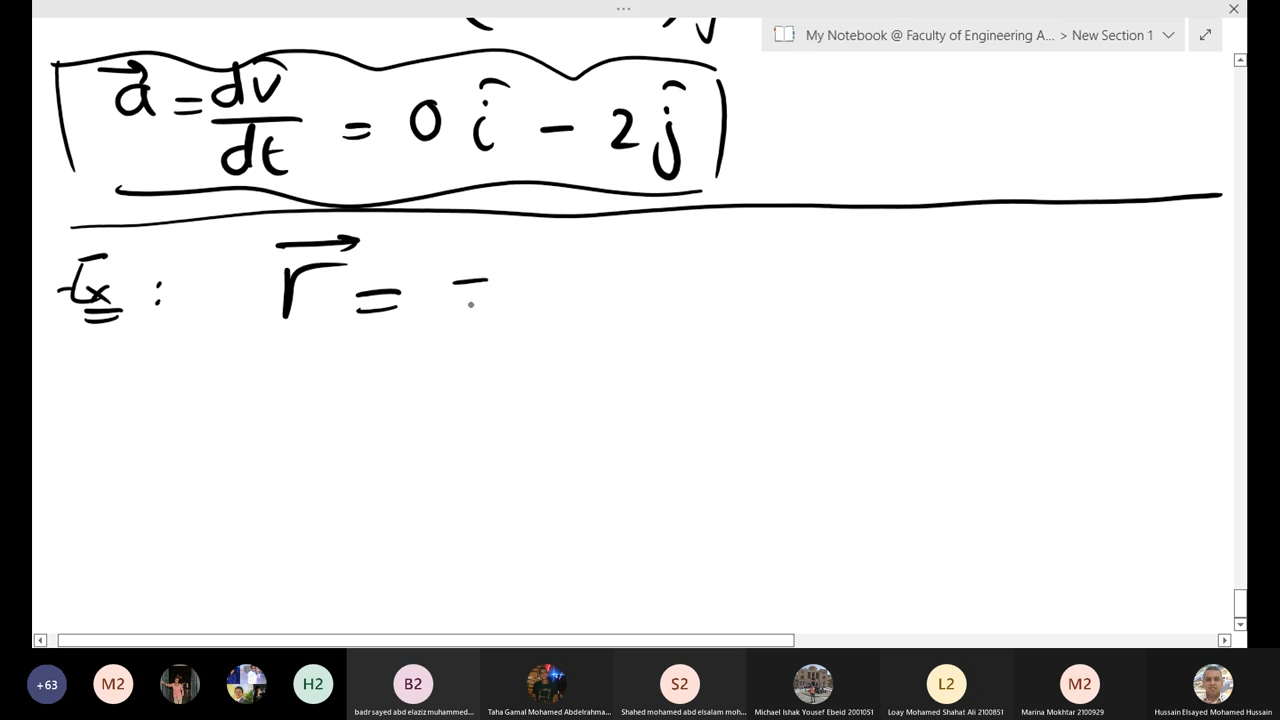 ...
My Notebook @ Faculty of Engineering A... > New Section 1
a⃗ = dv/dt = 0 î − 2 ĵ
Ex : r⃗ = −
+63
M2
H2
B2
S2
L2
M2
badr sayed abd elaziz muhammed...
Taha Gamal Mohamed Abdelrahma...
Shahed mohamed abd elsalam moh...
Michael Ishak Yousef Ebeid 2001051
Loay Mohamed Shahat Ali 2100851
Marina Mokhtar 2100929
Hussain Elsayed Mohamed Hussain